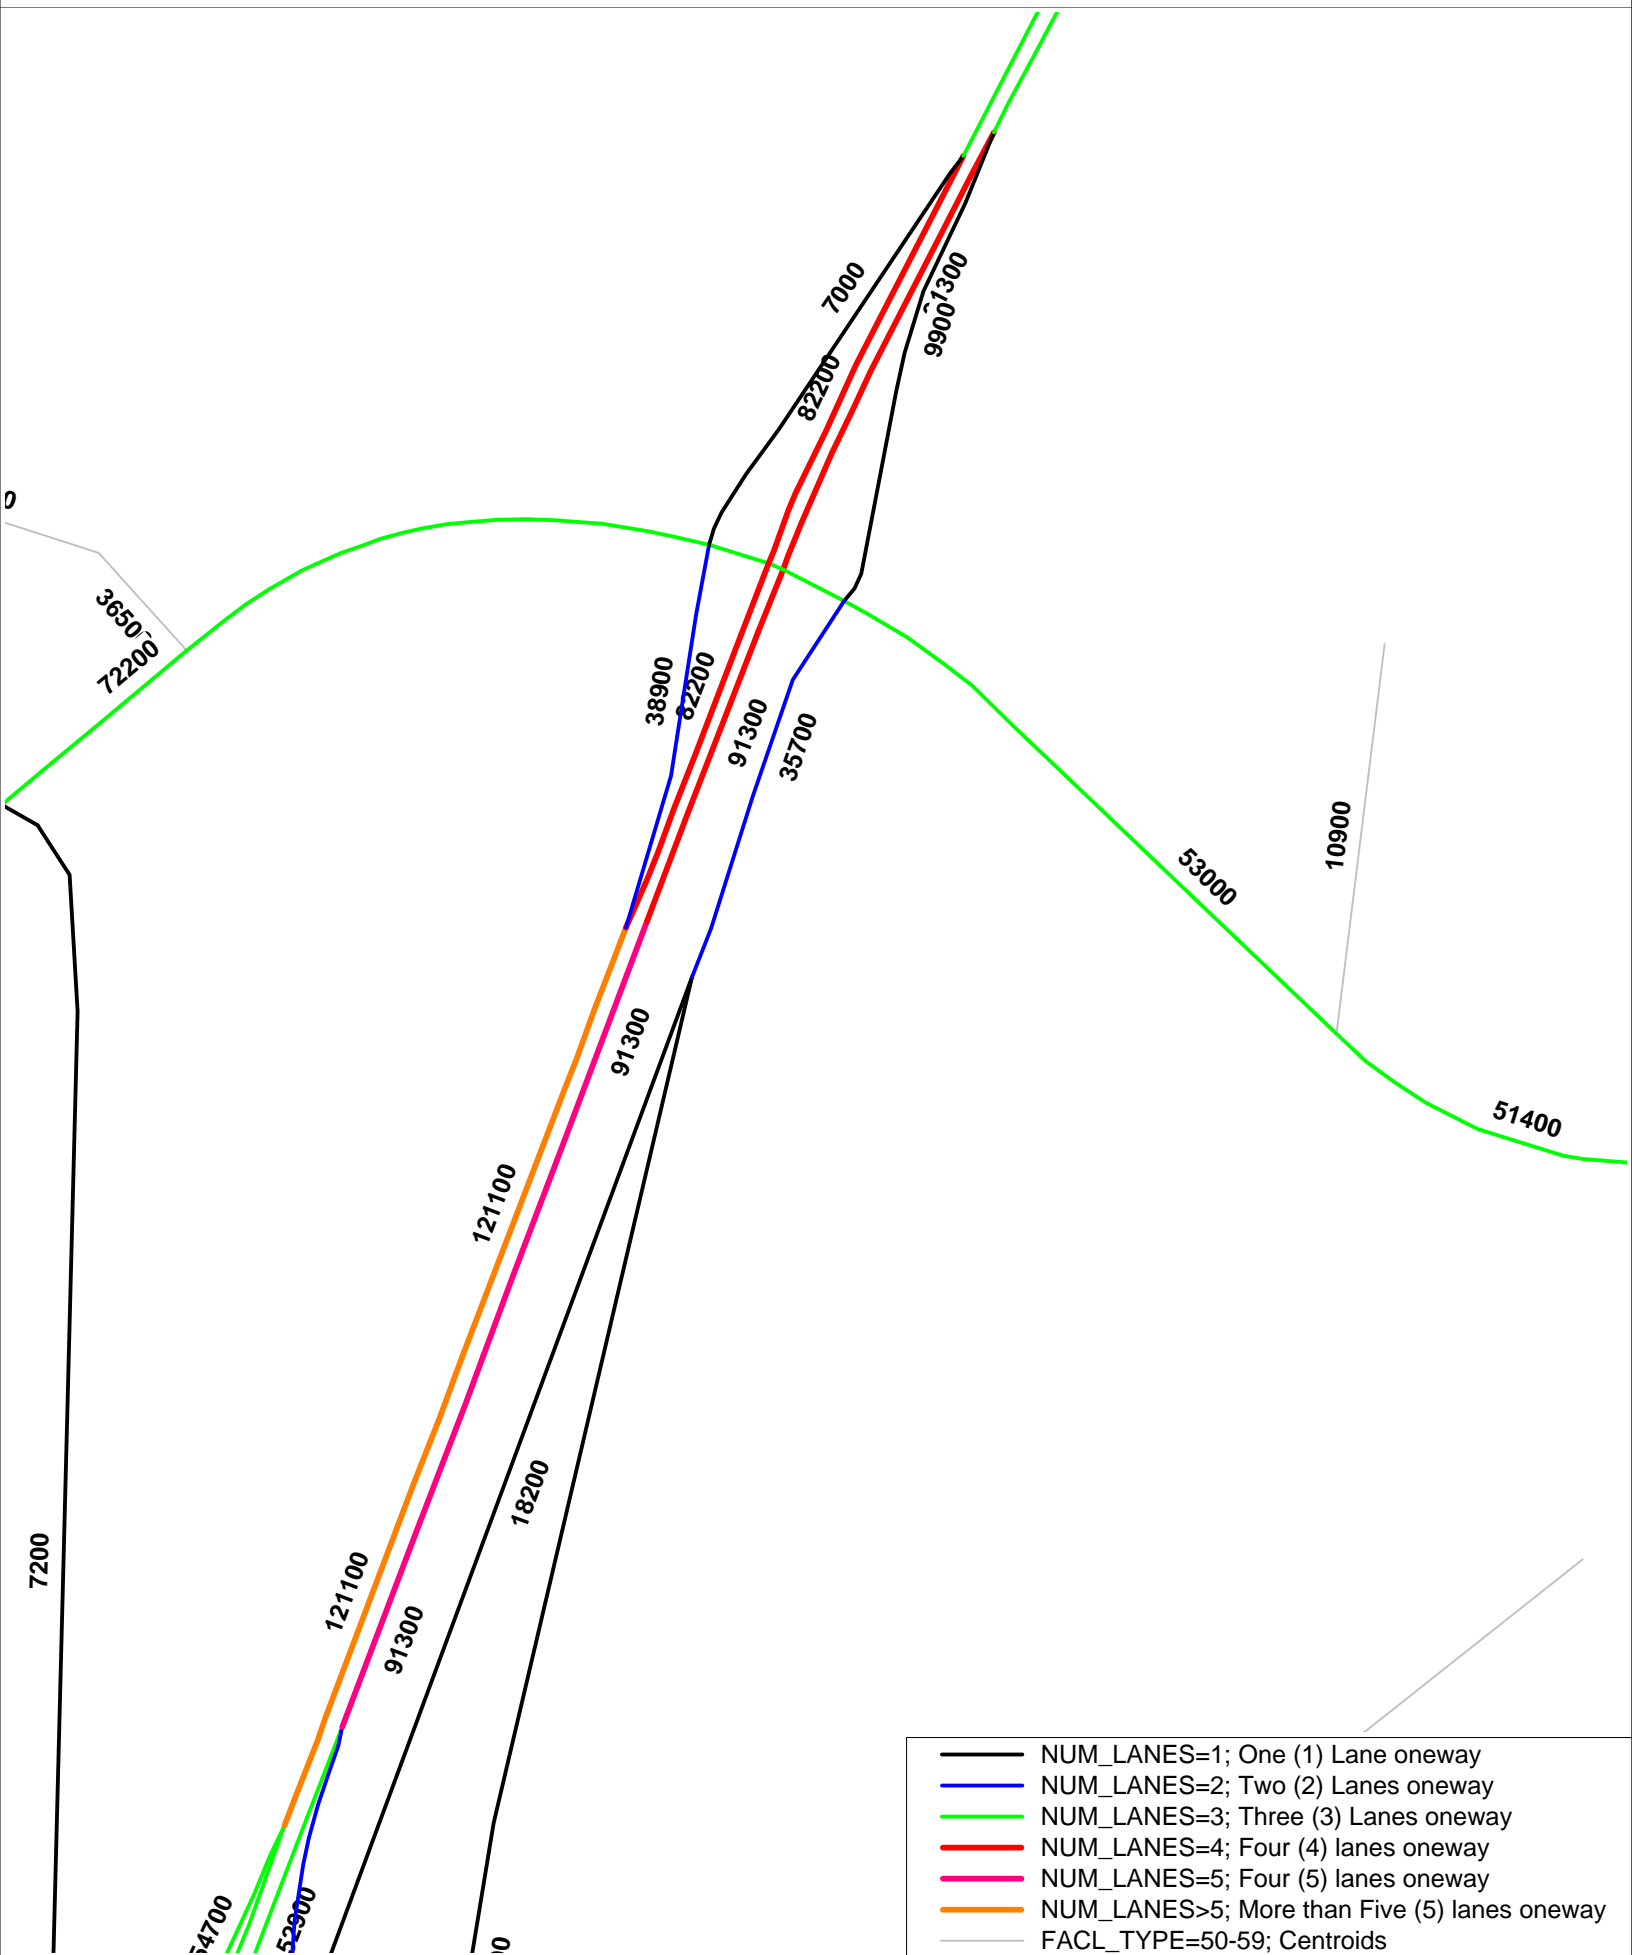 7000
9900
82200
72200
38900
82200
91300
35700
10900
53000
91300
51400
121100
18200
7200
121100
91300
52900
NUM_LANES=1; One (1) Lane oneway
NUM_LANES=2; Two (2) Lanes oneway
NUM_LANES=3; Three (3) Lanes oneway
NUM_LANES=4; Four (4) lanes oneway
NUM_LANES=5; Four (5) lanes oneway
NUM_LANES>5; More than Five (5) lanes oneway
FACL_TYPE=50-59; Centroids